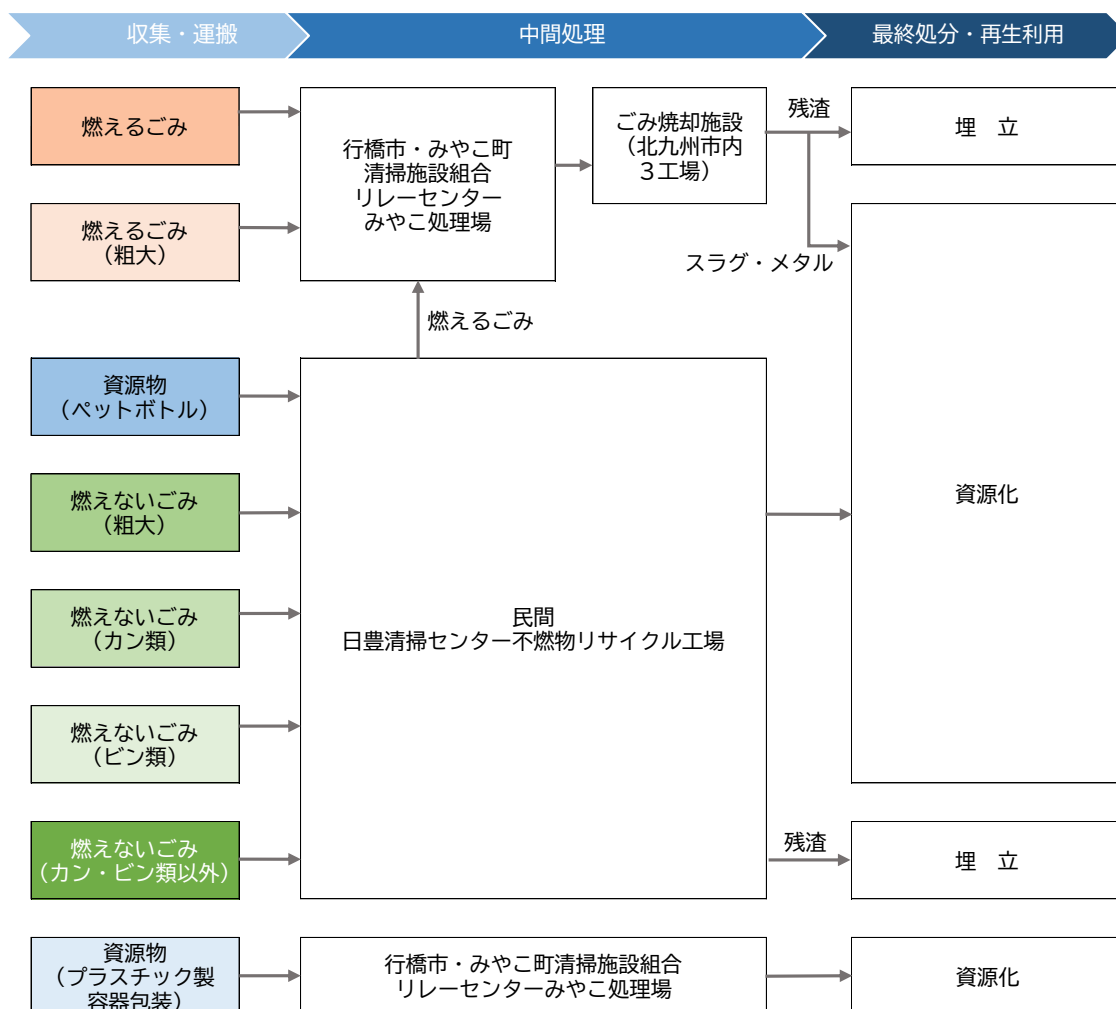 収集・運搬
中間処理
最終処分・再生利用
燃えるごみ
行橋市・みやこ町
清掃施設組合
リレーセンター
みやこ処理場
ごみ焼却施設
（北九州市内
３工場）
残渣
埋　立
燃えるごみ
（粗大）
スラグ・メタル
燃えるごみ
資源物
（ペットボトル）
燃えないごみ
（粗大）
資源化
燃えないごみ
（カン類）
民間
日豊清掃センター不燃物リサイクル工場
燃えないごみ
（ビン類）
燃えないごみ
（カン・ビン類以外）
残渣
埋　立
資源物
（プラスチック製
容器包装）
行橋市・みやこ町清掃施設組合
リレーセンターみやこ処理場
資源化